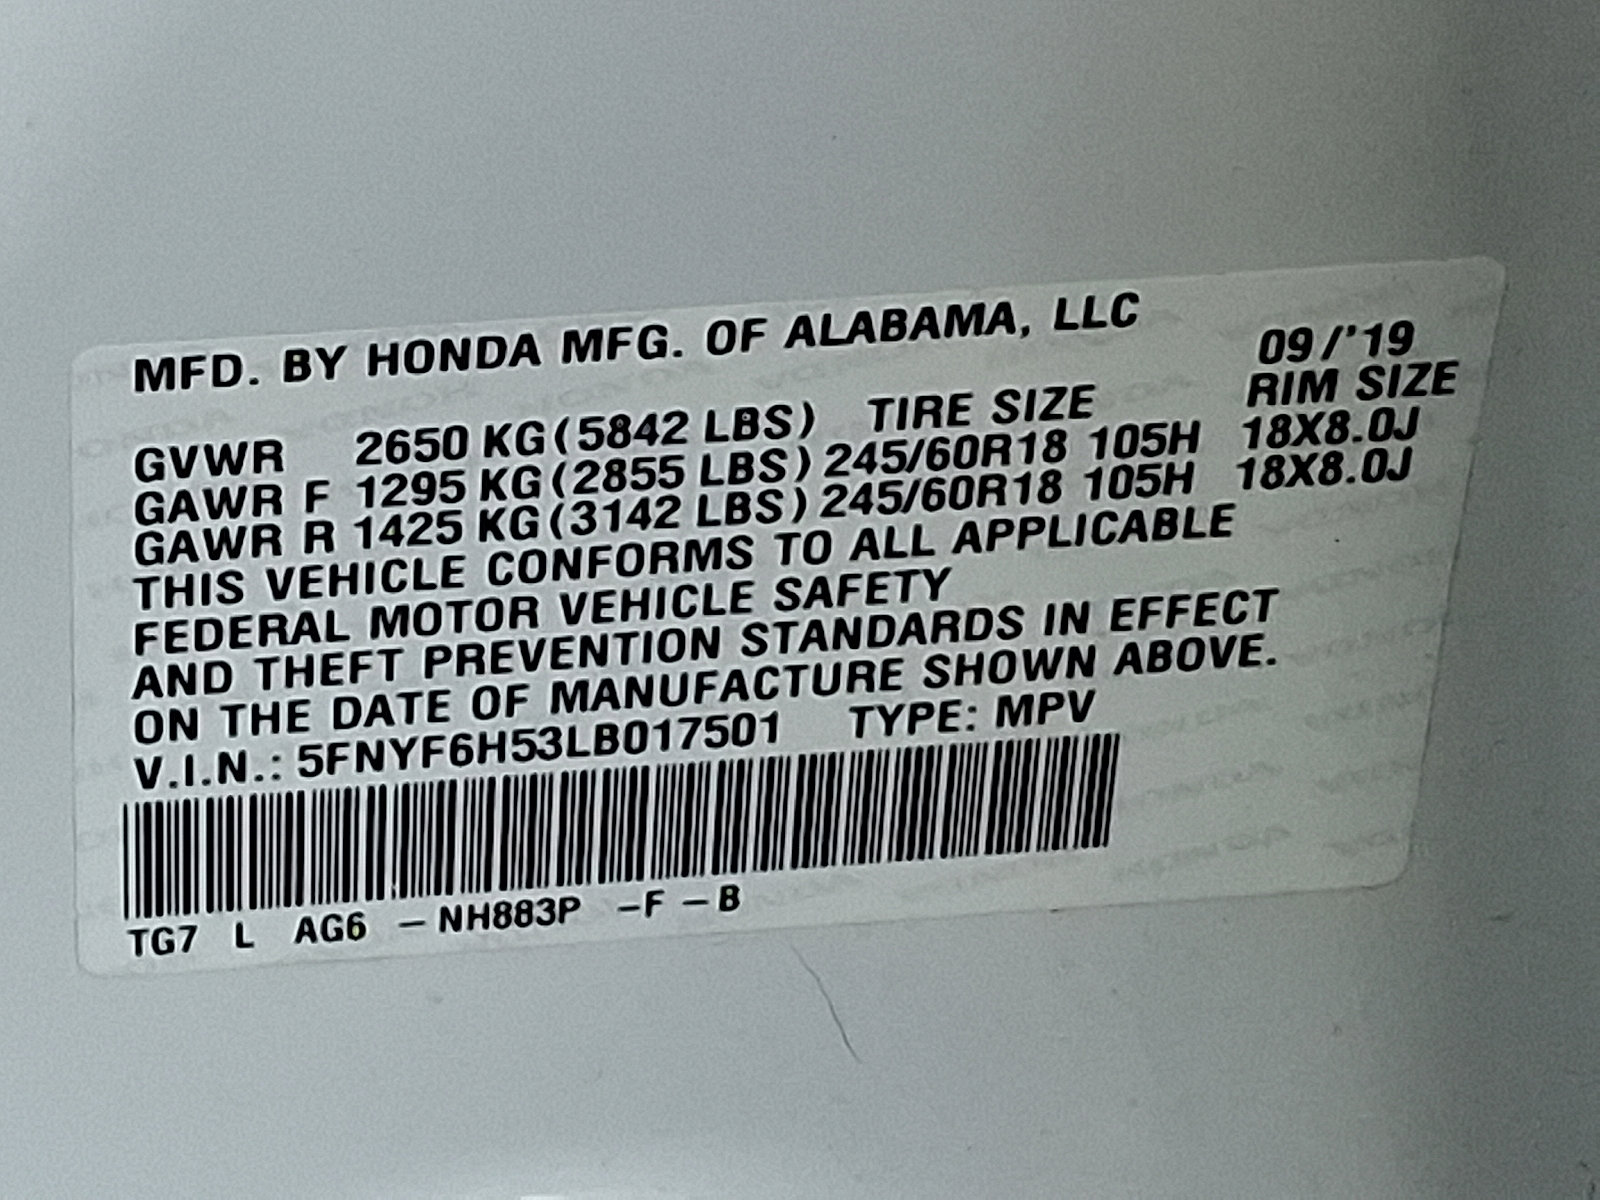 MFD. BY HONDA MFG. OF ALABAMA, LLC
09/'19
TIRE SIZE RIM SIZE
GVWR 2650 KG(5842 LBS)
GAWR F 1295 KG(2855 LBS) 245/60R18 105H 18X8.0J
GAWR R 1425 KG(3142 LBS) 245/60R18 105H 18X8.0J
THIS VEHICLE CONFORMS TO ALL APPLICABLE
FEDERAL MOTOR VEHICLE SAFETY
AND THEFT PREVENTION STANDARDS IN EFFECT
ON THE DATE OF MANUFACTURE SHOWN ABOVE.
V.I.N.: 5FNYF6H53LB017501 TYPE: MPV
TG7 L AG6 – NH883P –F – B